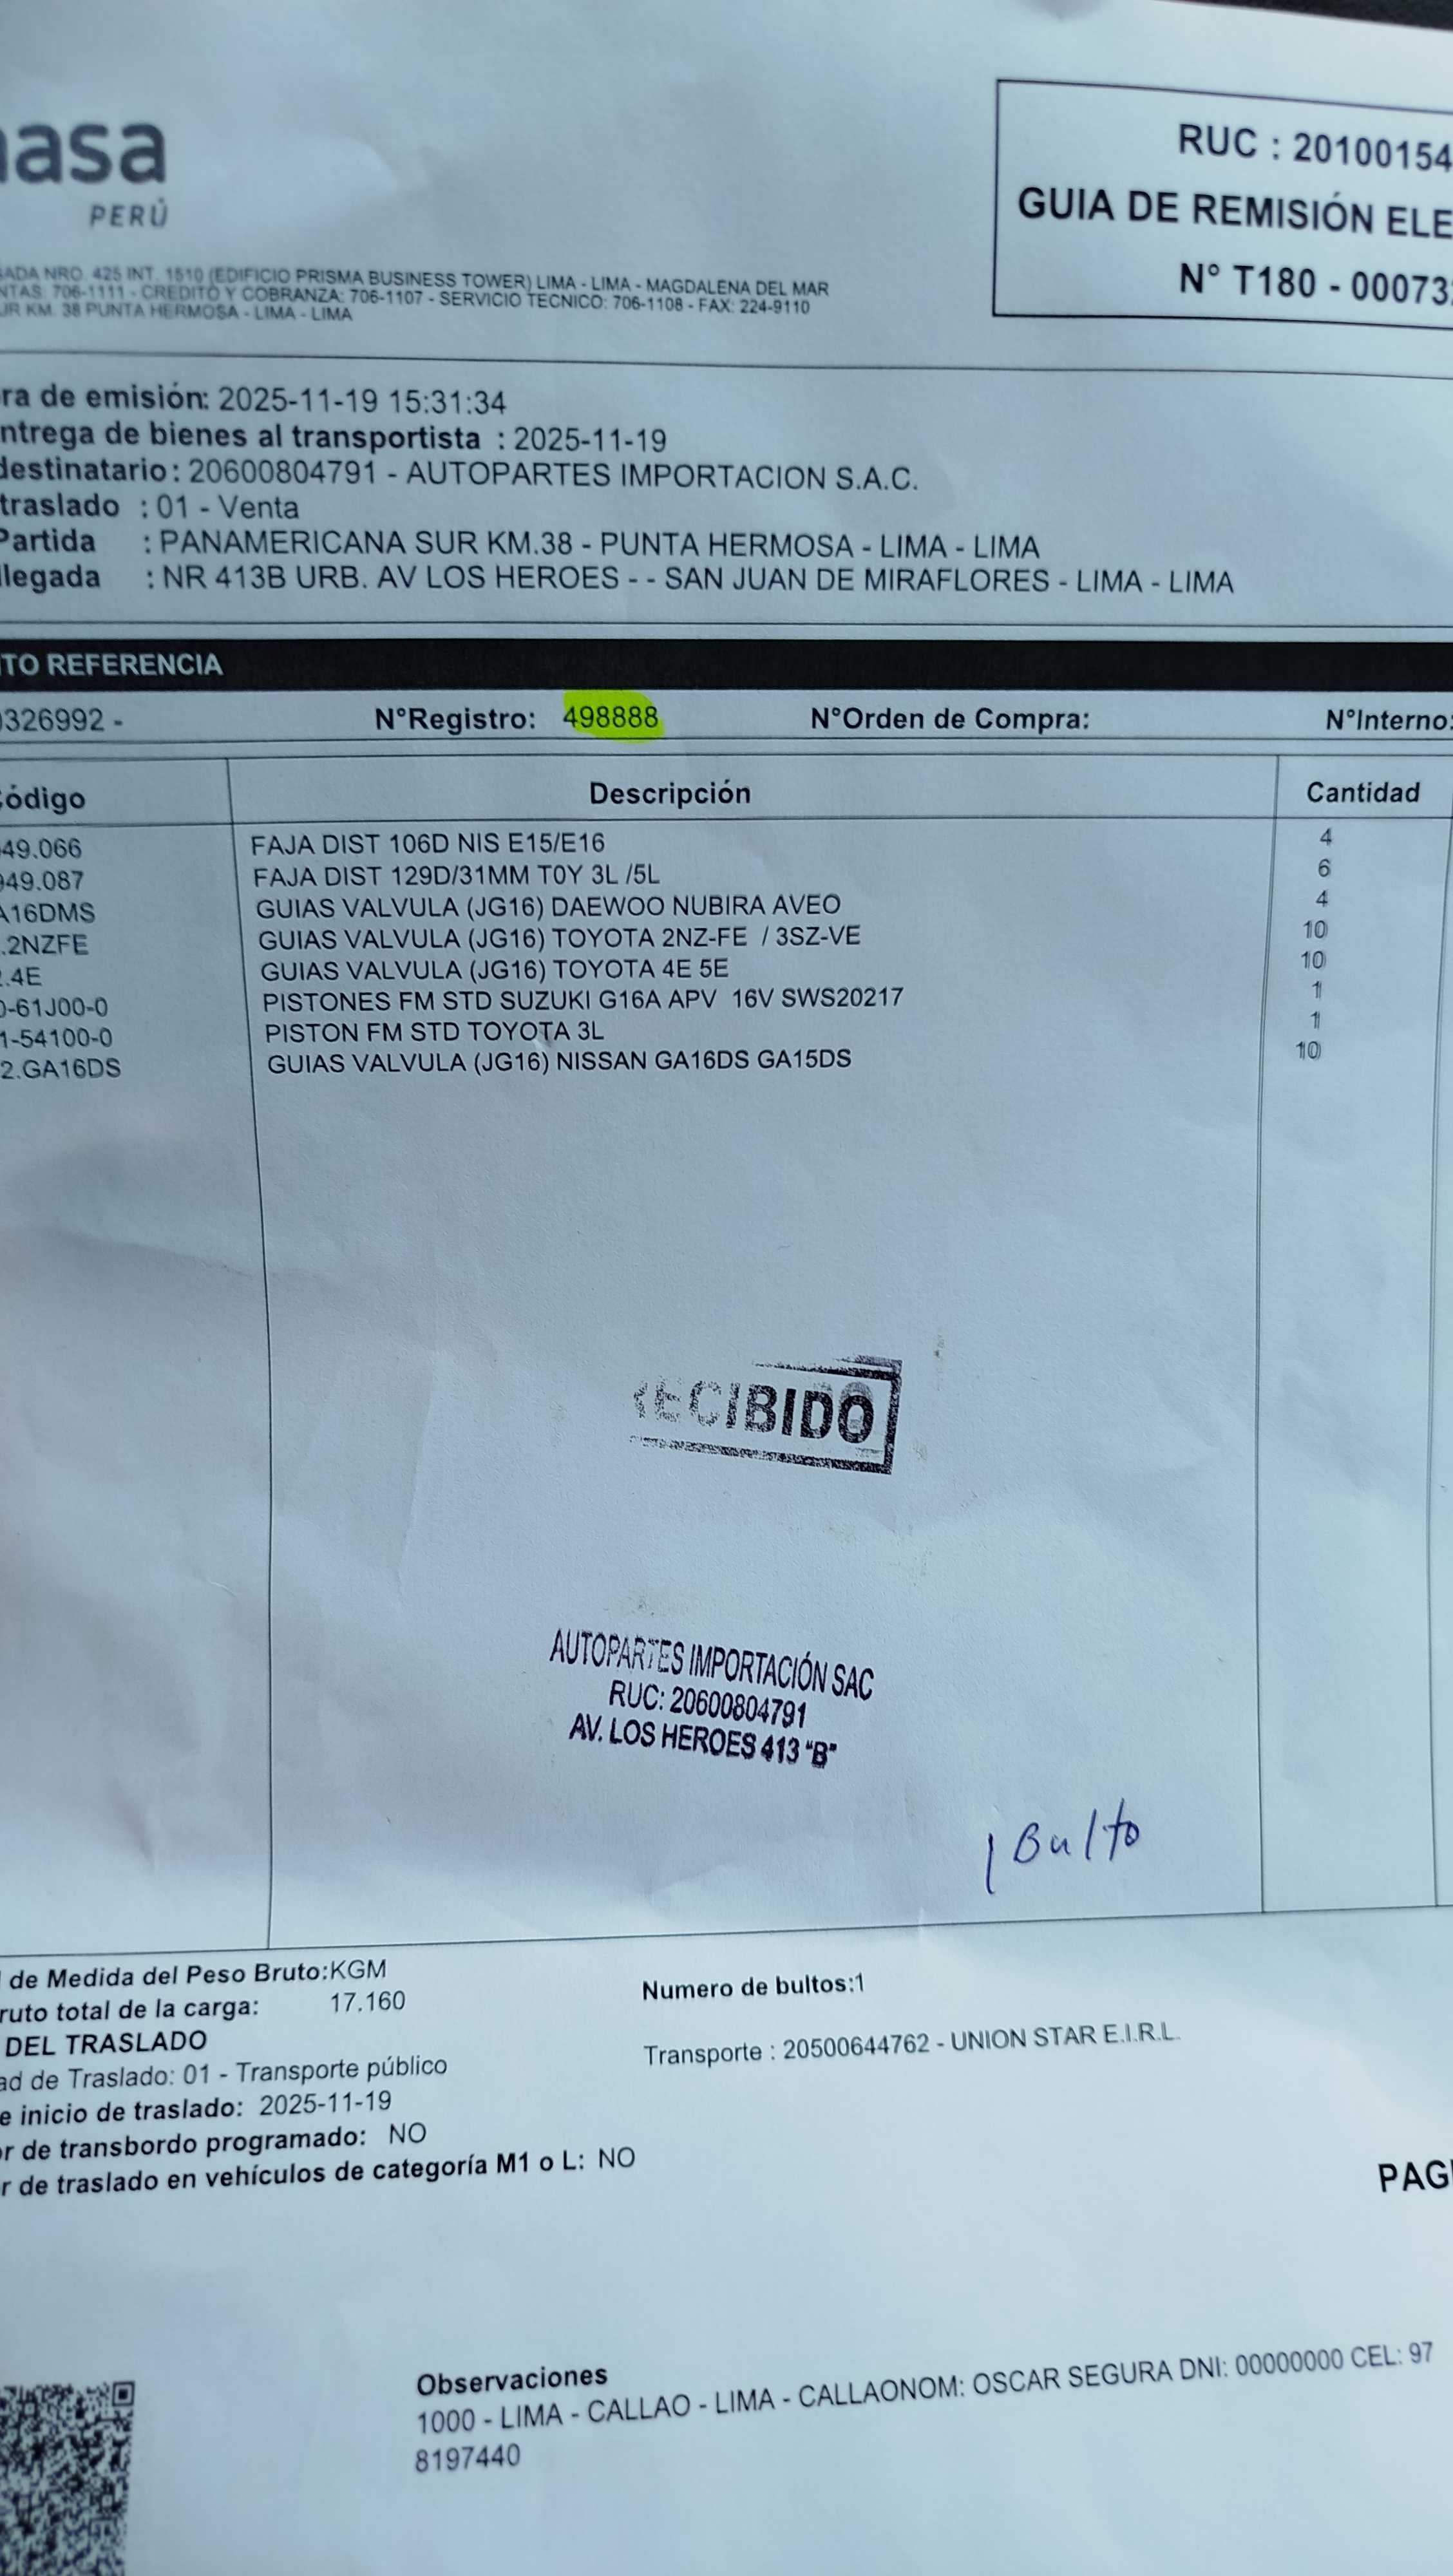 asa
PERÚ
RUC : 20100154
GUIA DE REMISIÓN ELE
N° T180 - 00073
ADA NRO. 425 INT. 1510 (EDIFICIO PRISMA BUSINESS TOWER) LIMA - LIMA - MAGDALENA DEL MAR
NTAS: 706-1111 - CREDITO Y COBRANZA: 706-1107 - SERVICIO TECNICO: 706-1108 - FAX: 224-9110
UR KM. 38 PUNTA HERMOSA - LIMA - LIMA
ra de emisión: 2025-11-19 15:31:34
ntrega de bienes al transportista : 2025-11-19
destinatario : 20600804791 - AUTOPARTES IMPORTACION S.A.C.
traslado : 01 - Venta
Partida : PANAMERICANA SUR KM.38 - PUNTA HERMOSA - LIMA - LIMA
llegada : NR 413B URB. AV LOS HEROES - - SAN JUAN DE MIRAFLORES - LIMA - LIMA
TO REFERENCIA
326992 - N°Registro: 498888 N°Orden de Compra: N°Interno:
ódigo Descripción Cantidad
49.066 FAJA DIST 106D NIS E15/E16 4
949.087 FAJA DIST 129D/31MM T0Y 3L /5L 6
A16DMS GUIAS VALVULA (JG16) DAEWOO NUBIRA AVEO 4
.2NZFE GUIAS VALVULA (JG16) TOYOTA 2NZ-FE / 3SZ-VE 10
.4E GUIAS VALVULA (JG16) TOYOTA 4E 5E 10
0-61J00-0 PISTONES FM STD SUZUKI G16A APV 16V SWS20217 1
1-54100-0 PISTON FM STD TOYOTA 3L 1
2.GA16DS GUIAS VALVULA (JG16) NISSAN GA16DS GA15DS 10
RECIBIDO
AUTOPARTES IMPORTACIÓN SAC
RUC: 20600804791
AV. LOS HEROES 413 "B"
1 Bulto
de Medida del Peso Bruto:KGM
ruto total de la carga: 17.160
Numero de bultos:1
DEL TRASLADO
Transporte : 20500644762 - UNION STAR E.I.R.L.
ad de Traslado: 01 - Transporte público
e inicio de traslado: 2025-11-19
or de transbordo programado: NO
r de traslado en vehículos de categoría M1 o L: NO
PAG
Observaciones
1000 - LIMA - CALLAO - LIMA - CALLAONOM: OSCAR SEGURA DNI: 00000000 CEL: 97
8197440